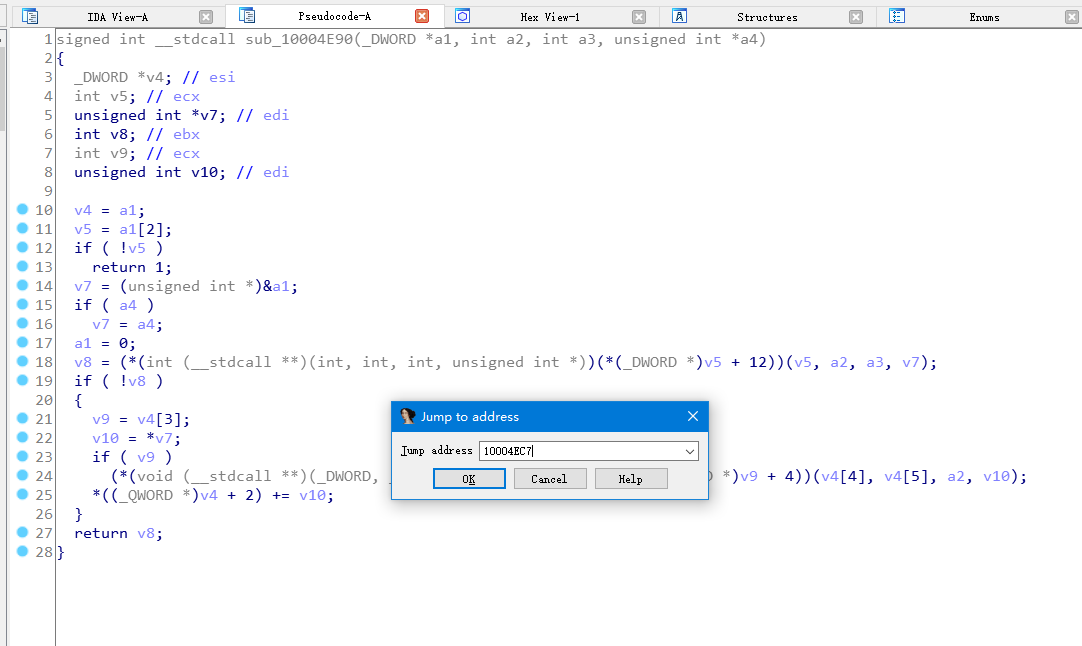 IDA View-A Pseudocode-A Hex View-1 Structures Enums
1 signed int __stdcall sub_10004E90(_DWORD *a1, int a2, int a3, unsigned int *a4)
2 {
3 _DWORD *v4; // esi
4 int v5; // ecx
5 unsigned int *v7; // edi
6 int v8; // ebx
7 int v9; // ecx
8 unsigned int v10; // edi
9
10 v4 = a1;
11 v5 = a1[2];
12 if ( !v5 )
13 return 1;
14 v7 = (unsigned int *)&a1;
15 if ( a4 )
16 v7 = a4;
17 a1 = 0;
18 v8 = (*(int (__stdcall **)(int, int, int, unsigned int *))(*(_DWORD *)v5 + 12))(v5, a2, a3, v7);
19 if ( !v8 )
20 {
21 v9 = v4[3];
22 v10 = *v7;
23 if ( v9 )
24 (*(void (__stdcall **)(_DWORD, *)v9 + 4))(v4[4], v4[5], a2, v10);
25 *((_QWORD *)v4 + 2) += v10;
26 }
27 return v8;
28 }
Jump to address
Jump address 10004EC7
OK Cancel Help